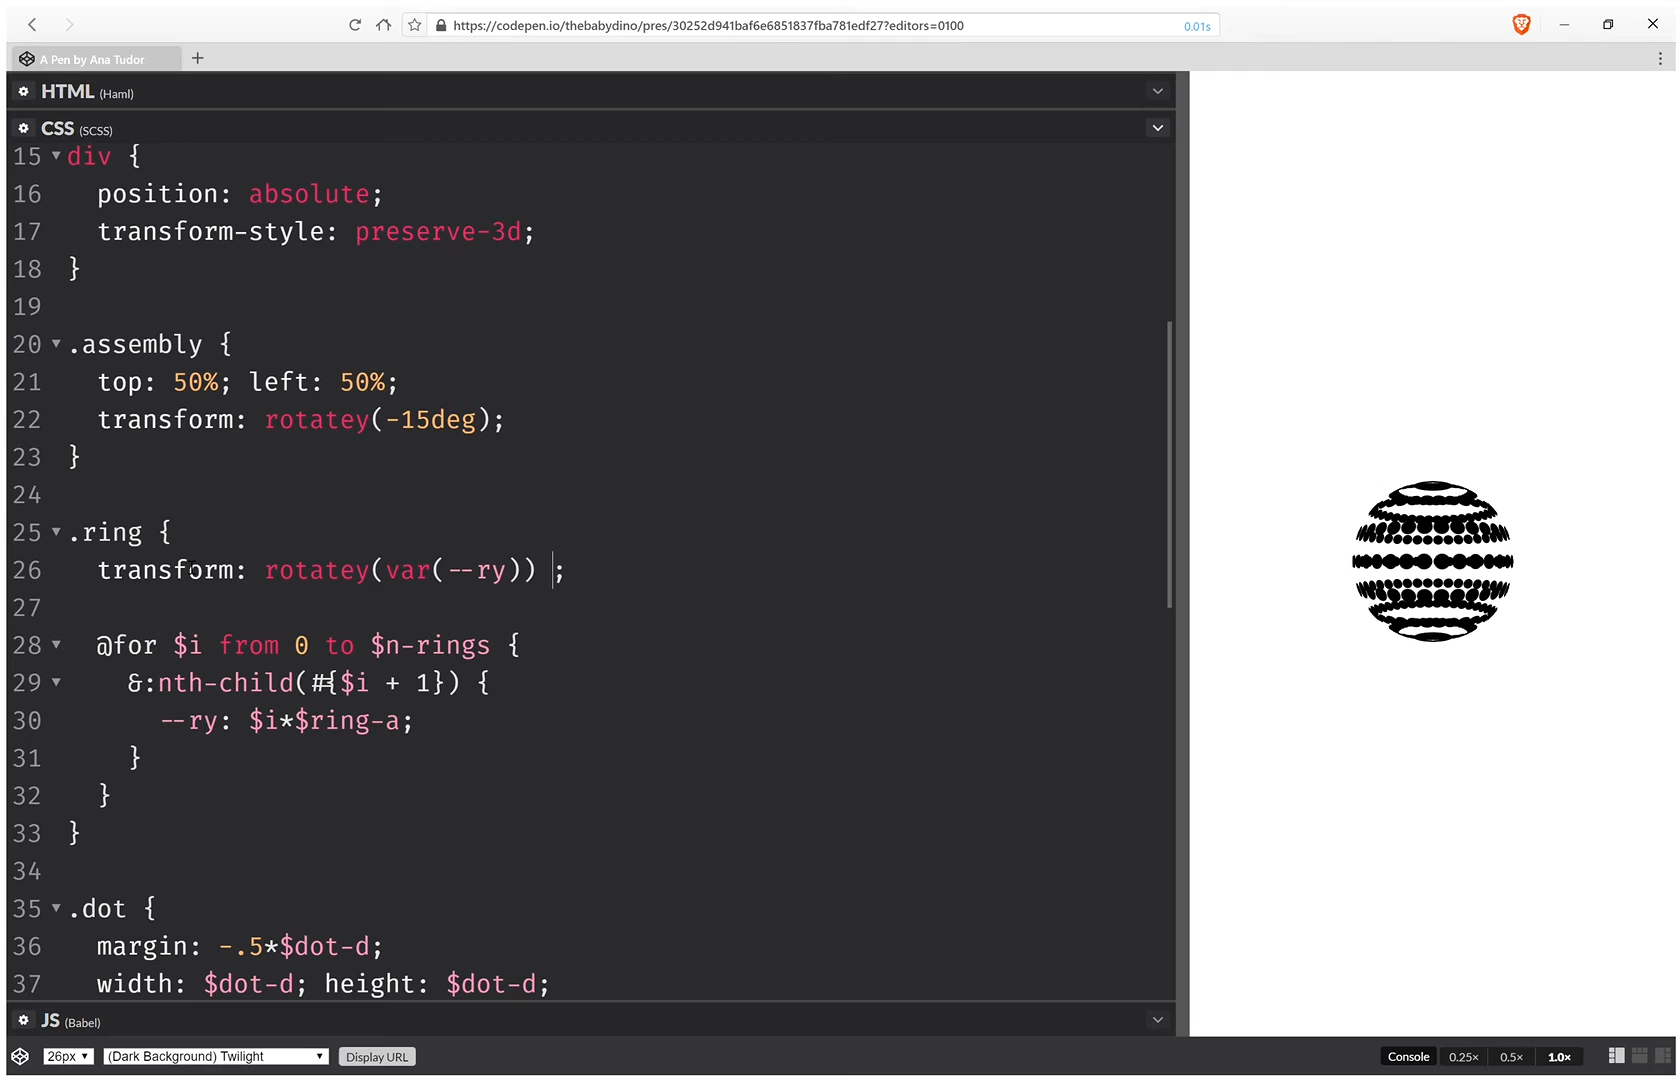 https://codepen.io/thebabydino/pres/30252d941baf6e6851837fba781edf27?editors=0100 0.01s
A Pen by Ana Tudor +
HTML (Haml)
CSS (SCSS)
15 div {
16 position: absolute;
17 transform-style: preserve-3d;
18 }
19
20 .assembly {
21 top: 50%; left: 50%;
22 transform: rotatey(-15deg);
23 }
24
25 .ring {
26 transform: rotatey(var(--ry)) ;
27
28 @for $i from 0 to $n-rings {
29 &:nth-child(#{$i + 1}) {
30 --ry: $i*$ring-a;
31 }
32 }
33 }
34
35 .dot {
36 margin: -.5*$dot-d;
37 width: $dot-d; height: $dot-d;
JS (Babel)
26px (Dark Background) Twilight Display URL Console 0.25× 0.5× 1.0×